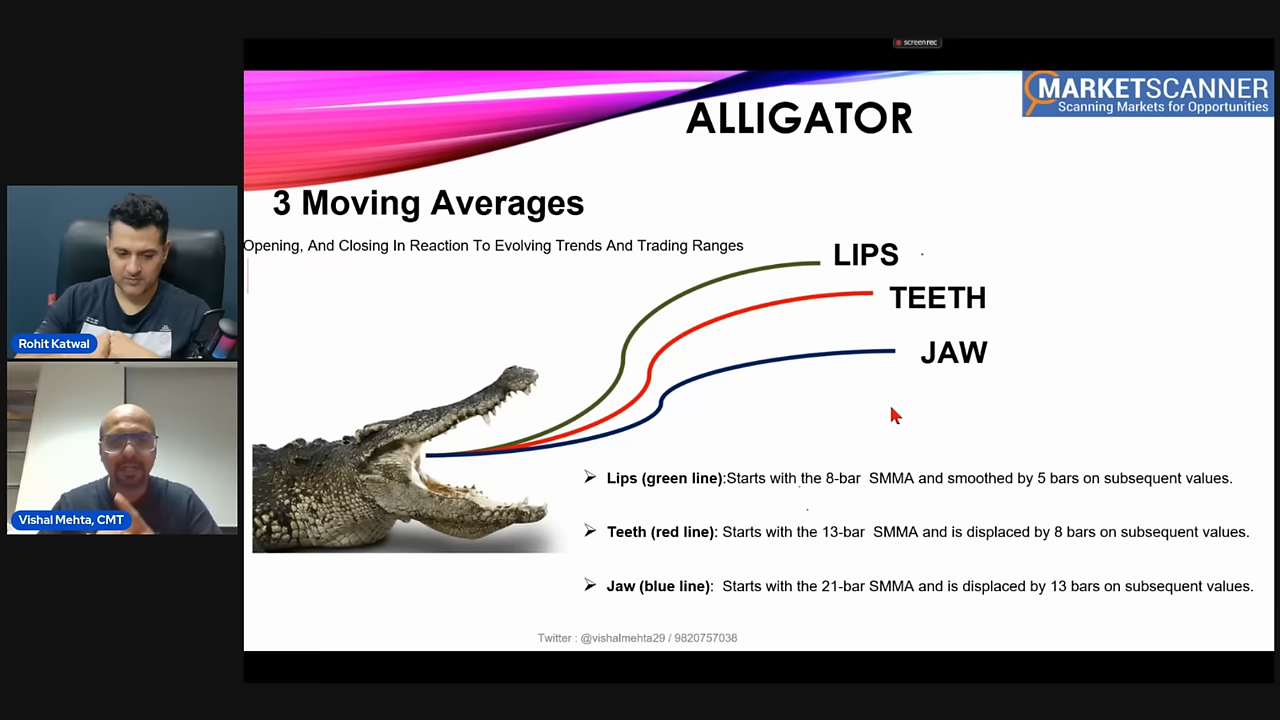 screenrec
MARKETSCANNER
Scanning Markets for Opportunities
ALLIGATOR
3 Moving Averages
Opening, And Closing In Reaction To Evolving Trends And Trading Ranges
LIPS
TEETH
JAW
Rohit Katwal
Vishal Mehta, CMT
Lips (green line):Starts with the 8-bar SMMA and smoothed by 5 bars on subsequent values.
Teeth (red line): Starts with the 13-bar SMMA and is displaced by 8 bars on subsequent values.
Jaw (blue line): Starts with the 21-bar SMMA and is displaced by 13 bars on subsequent values.
Twitter : @vishalmehta29 / 9820757038